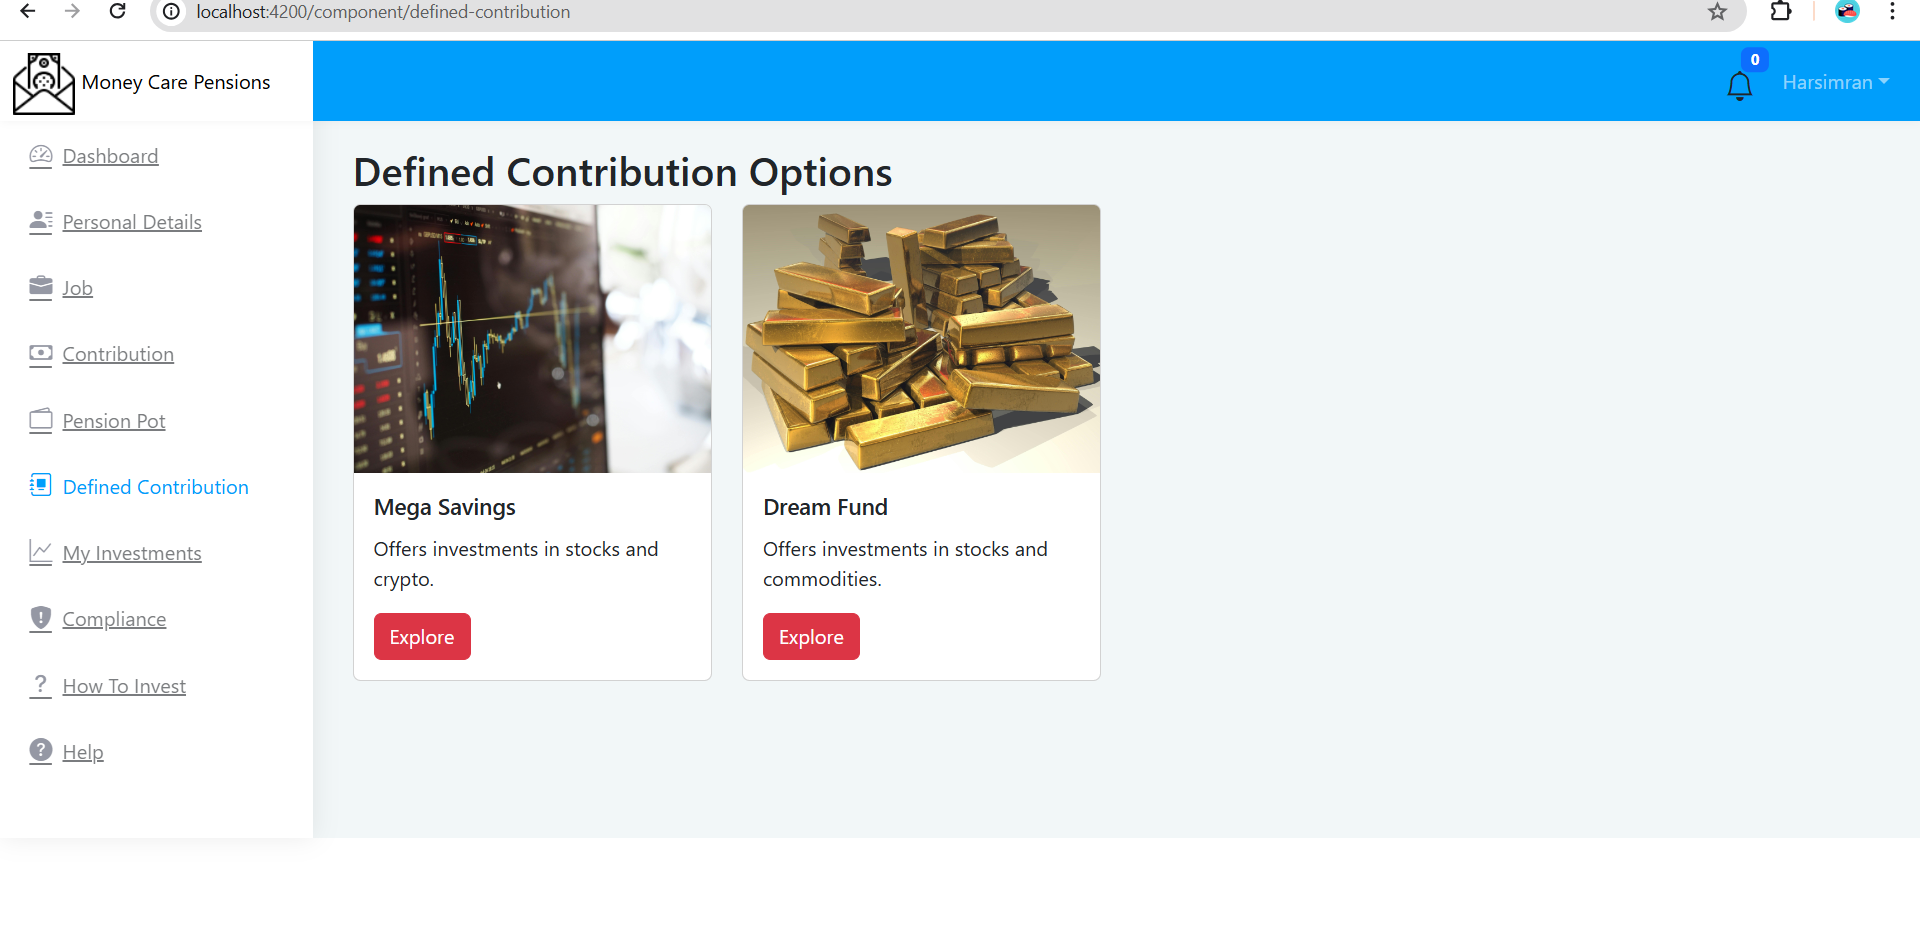 localhost:4200/component/defined-contribution
Money Care Pensions
0
Harsimran
Dashboard
Personal Details
Job
Contribution
Pension Pot
Defined Contribution
My Investments
Compliance
? How To Invest
? Help
Defined Contribution Options
Mega Savings
Offers investments in stocks and
crypto.
Explore
Dream Fund
Offers investments in stocks and
commodities.
Explore